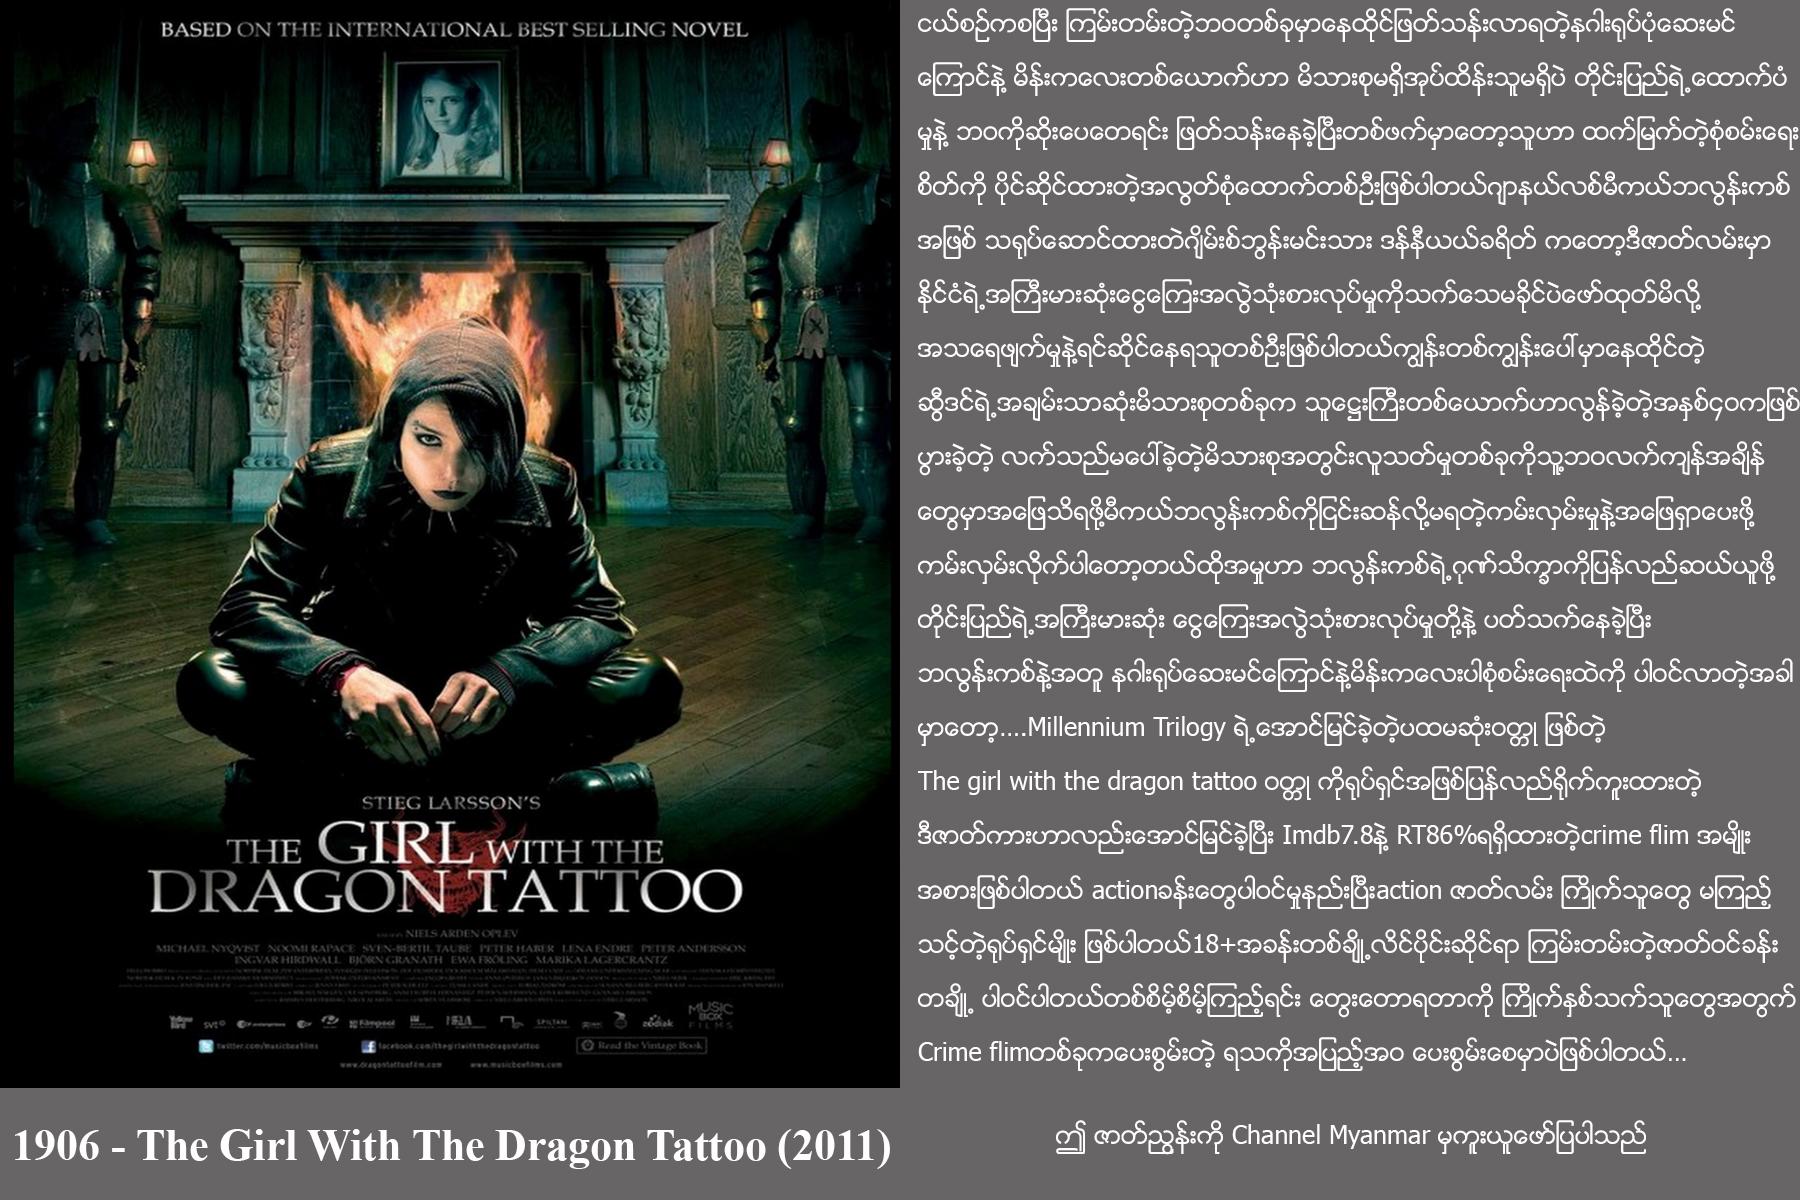 BASED ON THE INTERNATIONAL BEST SELLING NOVEL
STIEG LARSSON'S
THE GIRL WITH THE
DRAGON TATTOO
NIELS ARDEN OPLEV
MICHAEL NYQVIST NOOMI RAPACE SVEN-BERTIL TAUBE PETER HABER LENA ENDRE PETER ANDERSSON
INGVAR HIRDWALL BJÖRN GRANATH EWA FRÖLING MARIKA LAGERCRANTZ
MUSIC
BOX
FILMS
twitter.com/musicboxfilms facebook.com/thegirlwiththedragontattoo Read the Vintage Book
www.dragontattoofilm.com www.musicboxfilms.com
1906 - The Girl With The Dragon Tattoo (2011)
ငယ်စဉ်ကစပြီး ကြမ်းတမ်းတဲ့ဘဝတစ်ခုမှာနေထိုင်ဖြတ်သန်းလာရတဲ့နဂါးရုပ်ပုံဆေးမင်
ကြောင်နဲ့ မိန်းကလေးတစ်ယောက်ဟာ မိသားစုမရှိအုပ်ထိန်းသူမရှိပဲ တိုင်းပြည်ရဲ့ထောက်ပံ
မှုနဲ့ ဘဝကိုဆိုးပေတေရင်း ဖြတ်သန်းနေခဲ့ပြီးတစ်ဖက်မှာတော့သူဟာ ထက်မြက်တဲ့စုံစမ်းရေး
စိတ်ကို ပိုင်ဆိုင်ထားတဲ့အလွတ်စုံထောက်တစ်ဦးဖြစ်ပါတယ်ဂျာနယ်လစ်မီကယ်ဘလွန်းကစ်
အဖြစ် သရုပ်ဆောင်ထားတဲဂျိမ်းစ်ဘွန်းမင်းသား ဒန်နီယယ်ခရိတ် ကတော့ဒီဇာတ်လမ်းမှာ
နိုင်ငံရဲ့အကြီးမားဆုံးငွေကြေးအလွဲသုံးစားလုပ်မှုကိုသက်သေမခိုင်ပဲဖော်ထုတ်မိလို့
အသရေဖျက်မှုနဲ့ရင်ဆိုင်နေရသူတစ်ဦးဖြစ်ပါတယ်ကျွန်းတစ်ကျွန်းပေါ်မှာနေထိုင်တဲ့
ဆွီဒင်ရဲ့အချမ်းသာဆုံးမိသားစုတစ်ခုက သူဋ္ဌေးကြီးတစ်ယောက်ဟာလွန်ခဲ့တဲ့အနှစ်၄၀ကဖြစ်
ပွားခဲ့တဲ့ လက်သည်မပေါ်ခဲ့တဲ့မိသားစုအတွင်းလူသတ်မှုတစ်ခုကိုသူ့ဘဝလက်ကျန်အချိန်
တွေမှာအဖြေသိရဖို့မီကယ်ဘလွန်းကစ်ကိုငြင်းဆန်လို့မရတဲ့ကမ်းလှမ်းမှုနဲ့အဖြေရှာပေးဖို့
ကမ်းလှမ်းလိုက်ပါတော့တယ်ထိုအမှုဟာ ဘလွန်းကစ်ရဲ့ဂုဏ်သိက္ခာကိုပြန်လည်ဆယ်ယူဖို့
တိုင်းပြည်ရဲ့အကြီးမားဆုံး ငွေကြေးအလွဲသုံးစားလုပ်မှုတို့နဲ့ ပတ်သက်နေခဲ့ပြီး
ဘလွန်းကစ်နဲ့အတူ နဂါးရုပ်ဆေးမင်ကြောင်နဲ့မိန်းကလေးပါစုံစမ်းရေးထဲကို ပါဝင်လာတဲ့အခါ
မှာတော့....Millennium Trilogy ရဲ့အောင်မြင်ခဲ့တဲ့ပထမဆုံးဝတ္ထု ဖြစ်တဲ့
The girl with the dragon tattoo ဝတ္ထု ကိုရုပ်ရှင်အဖြစ်ပြန်လည်ရိုက်ကူးထားတဲ့
ဒီဇာတ်ကားဟာလည်းအောင်မြင်ခဲ့ပြီး Imdb7.8နဲ့ RT86%ရရှိထားတဲ့crime flim အမျိုး
အစားဖြစ်ပါတယ် actionခန်းတွေပါဝင်မှုနည်းပြီးaction ဇာတ်လမ်း ကြိုက်သူတွေ မကြည့်
သင့်တဲ့ရုပ်ရှင်မျိုး ဖြစ်ပါတယ်18+အခန်းတစ်ချို့လိင်ပိုင်းဆိုင်ရာ ကြမ်းတမ်းတဲ့ဇာတ်ဝင်ခန်း
တချို့ ပါဝင်ပါတယ်တစ်စိမ့်စိမ့်ကြည့်ရင်း တွေးတောရတာကို ကြိုက်နှစ်သက်သူတွေအတွက်
Crime flimတစ်ခုကပေးစွမ်းတဲ့ ရသကိုအပြည့်အဝ ပေးစွမ်းစေမှာပဲဖြစ်ပါတယ်...
ဤ ဇာတ်ညွှန်းကို Channel Myanmar မှကူးယူဖော်ပြပါသည်